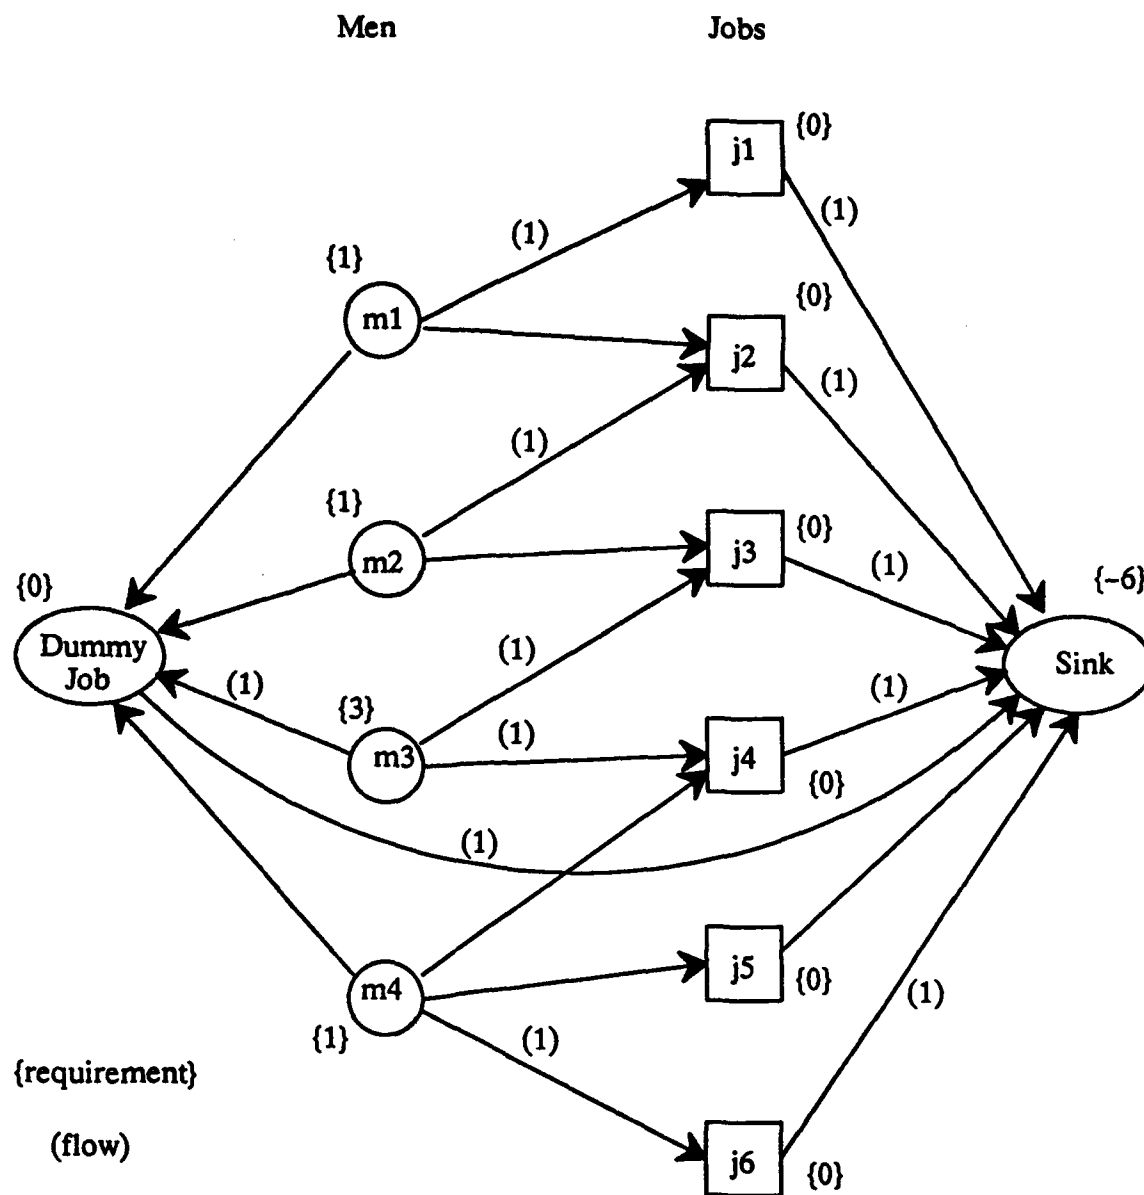 Men
Jobs
{0}
j1
(1)
(1)
{1}
m1
{0}
j2
(1)
(1)
{1}
m2
{0}
j3
(1)
{0}
{-6}
Dummy
Job
Sink
(1)
(1)
(1)
{3}
m3
(1)
j4
{0}
(1)
j5
{0}
m4
{1}
(1)
(1)
{requirement}
(flow)
j6
{0}